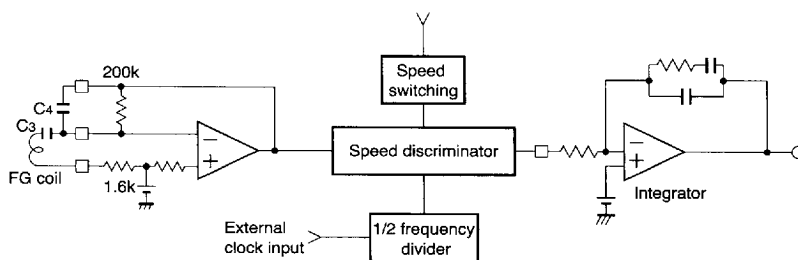 200k
C4
C3
FG coil
1.6k
−
+
Speed
switching
Speed discriminator
External
clock input
1/2 frequency
divider
−
+
Integrator